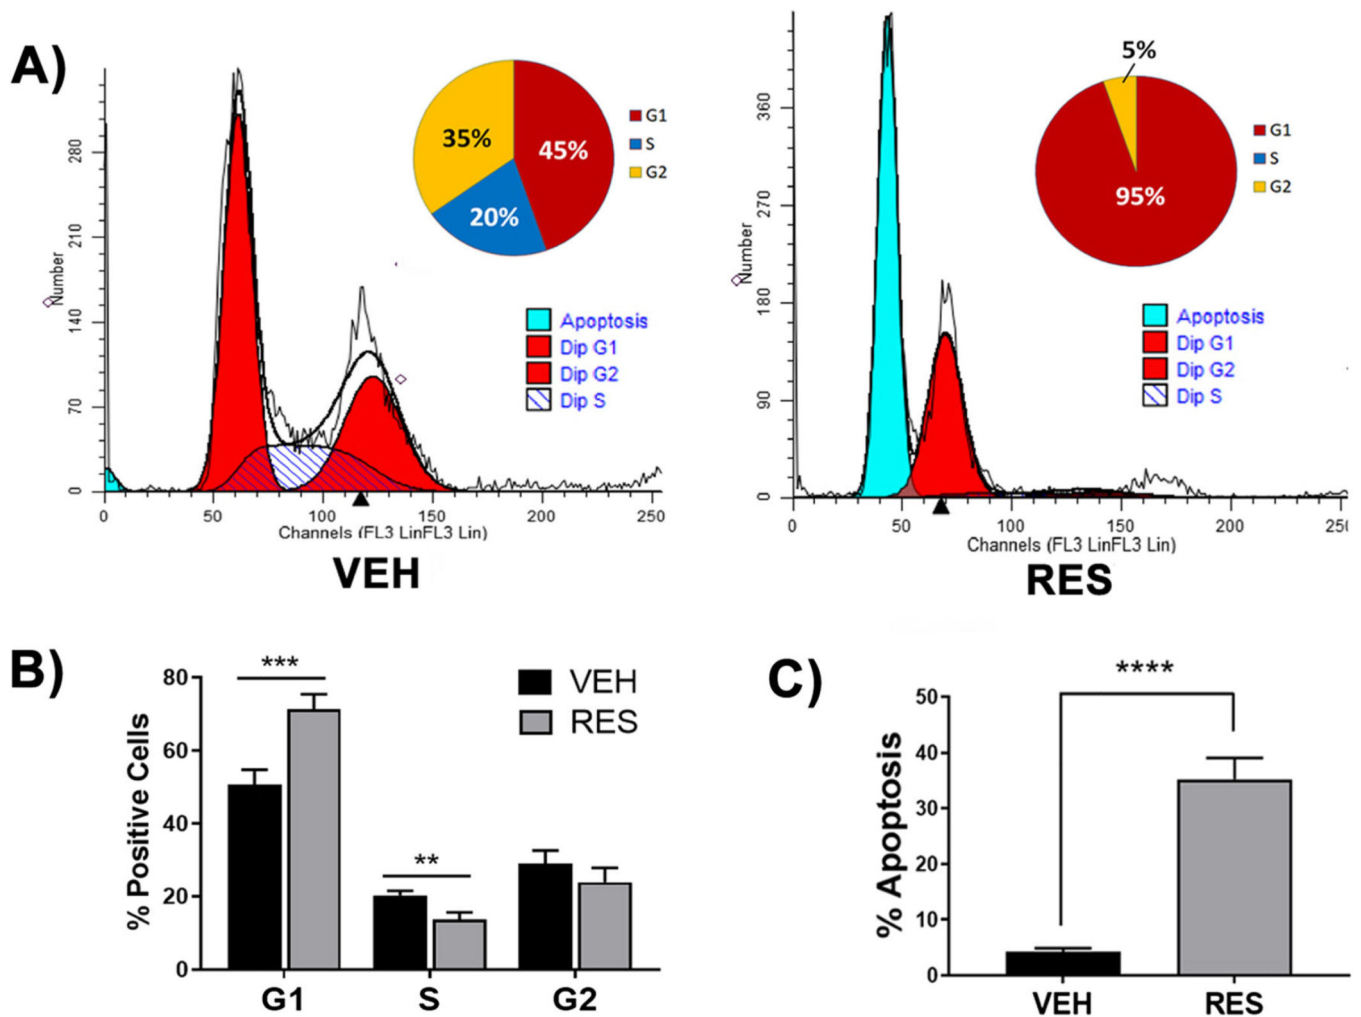 A)
280
210
140
70
0
Number
35%
45%
20%
G1
S
G2
Apoptosis
Dip G1
Dip G2
Dip S
0 50 100 150 200 250
Channels (FL3 LinFL3 Lin)
VEH
360
270
180
90
0
Number
5%
95%
G1
S
G2
Apoptosis
Dip G1
Dip G2
Dip S
0 50 100 150 200 25
Channels (FL3 LinFL3 Lin)
RES
B)
% Positive Cells
80
60
40
20
0
***
**
VEH
RES
G1 S G2
C)
% Apoptosis
50
40
30
20
10
0
****
VEH RES